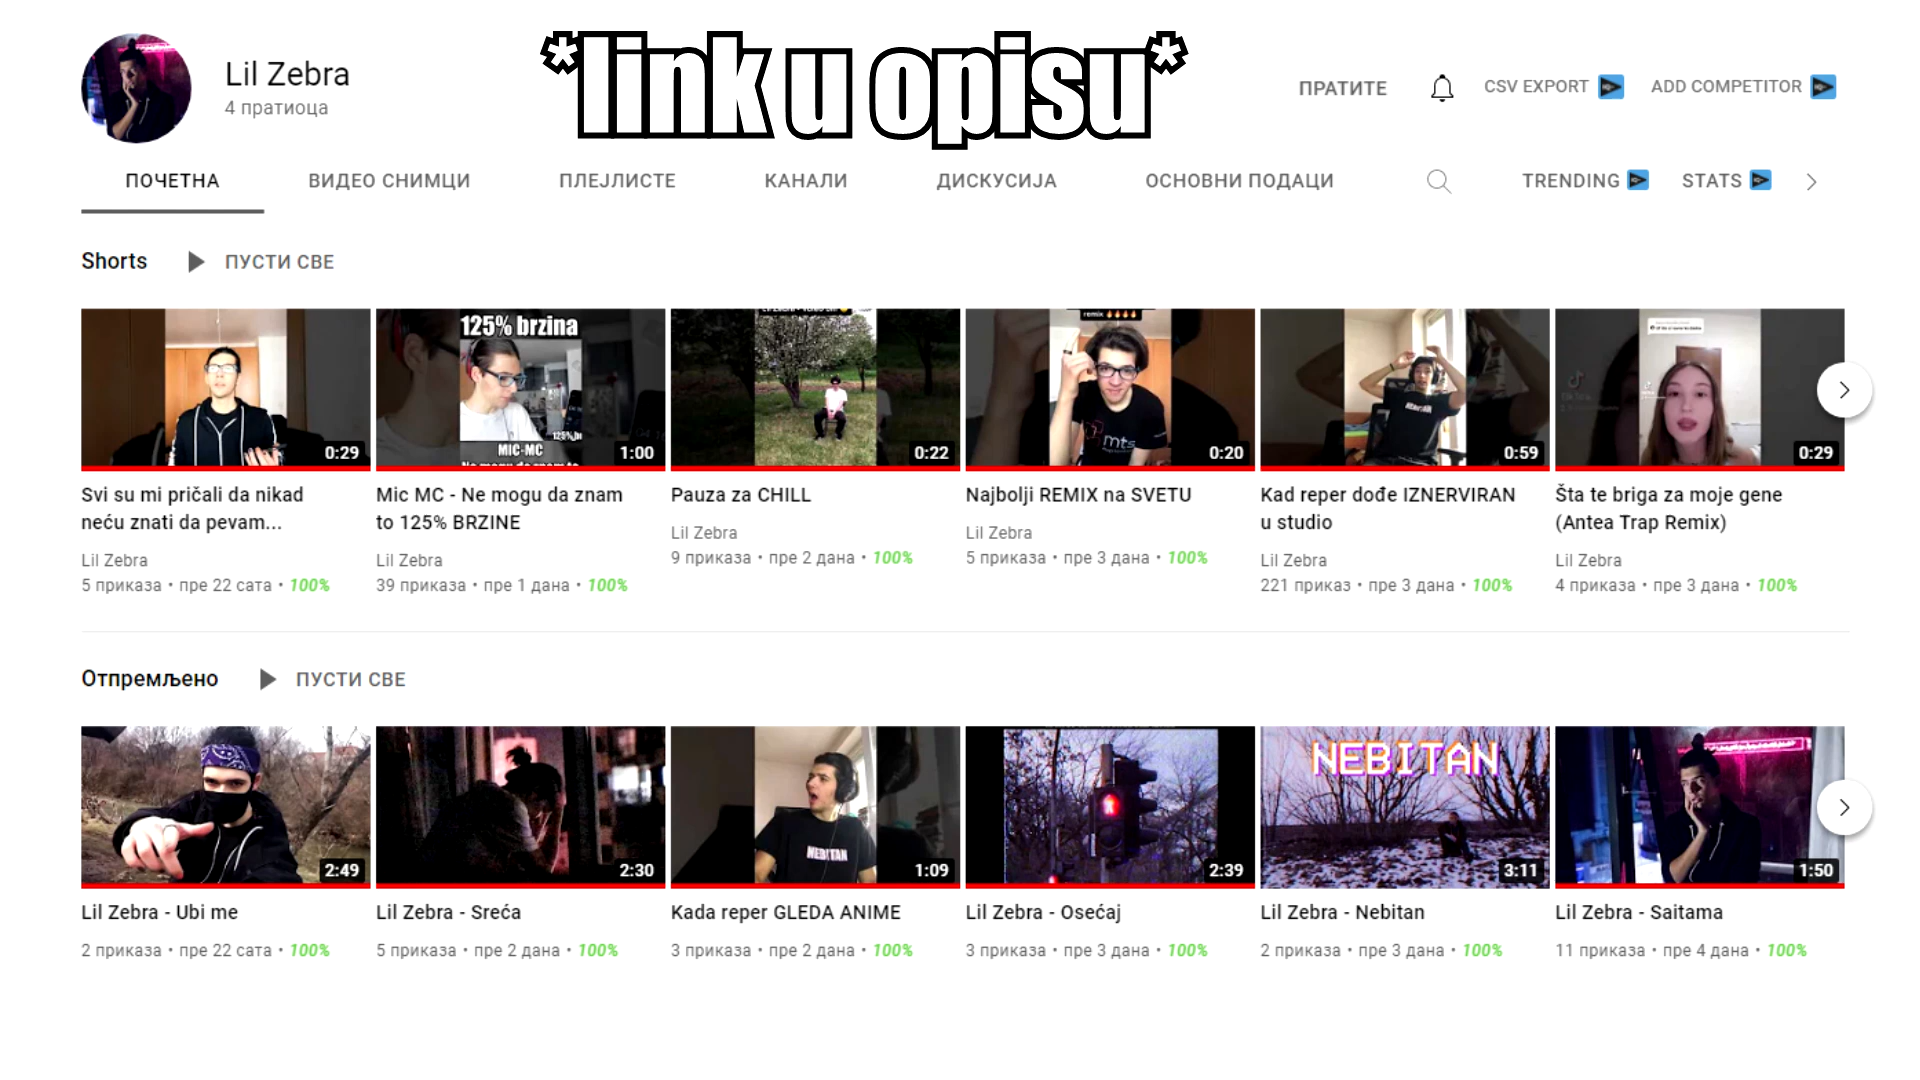 *link u opisu*
Lil Zebra
4 пратиоца
ПРАТИТЕ
CSV EXPORT
ADD COMPETITOR
ПОЧЕТНА
ВИДЕО СНИМЦИ
ПЛЕЈЛИСТЕ
КАНАЛИ
ДИСКУСИЈА
ОСНОВНИ ПОДАЦИ
TRENDING
STATS
Shorts
ПУСТИ СВЕ
0:29
125% brzina
MIC-MC
1:00
0:22
remix
mts
0:20
NEBITAN
0:59
0:29
Svi su mi pričali da nikad
neću znati da pevam...
Lil Zebra
5 приказа • пре 22 сата • 100%
Mic MC - Ne mogu da znam
to 125% BRZINE
Lil Zebra
39 приказа • пре 1 дана • 100%
Pauza za CHILL
Lil Zebra
9 приказа • пре 2 дана • 100%
Najbolji REMIX na SVETU
Lil Zebra
5 приказа • пре 3 дана • 100%
Kad reper dođe IZNERVIRAN
u studio
Lil Zebra
221 приказ • пре 3 дана • 100%
Šta te briga za moje gene
(Antea Trap Remix)
Lil Zebra
4 приказа • пре 3 дана • 100%
Отпремљено
ПУСТИ СВЕ
2:49
2:30
NEBITAN
1:09
2:39
NEBITAN
3:11
1:50
Lil Zebra - Ubi me
2 приказа • пре 22 сата • 100%
Lil Zebra - Sreća
5 приказа • пре 2 дана • 100%
Kada reper GLEDA ANIME
3 приказа • пре 2 дана • 100%
Lil Zebra - Osećaj
3 приказа • пре 3 дана • 100%
Lil Zebra - Nebitan
2 приказа • пре 3 дана • 100%
Lil Zebra - Saitama
11 приказа • пре 4 дана • 100%